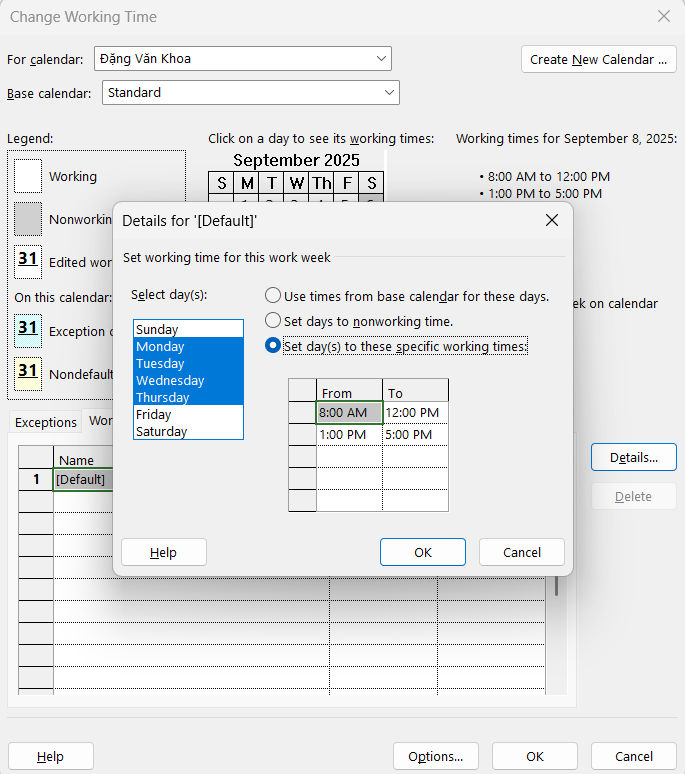 Change Working Time
For calendar: Đặng Văn Khoa
Create New Calendar ...
Base calendar: Standard
Legend:
Click on a day to see its working times:
Working times for September 8, 2025:
September 2025
S M T W Th F S
Working
• 8:00 AM to 12:00 PM
• 1:00 PM to 5:00 PM
Nonworkin
31 Edited wor
On this calendar:
31 Exception
31 Nondefault
on calendar
Details for '[Default]'
Set working time for this work week
Select day(s):
Sunday
Monday
Tuesday
Wednesday
Thursday
Friday
Saturday
Use times from base calendar for these days.
Set days to nonworking time.
Set day(s) to these specific working times:
From To
8:00 AM 12:00 PM
1:00 PM 5:00 PM
Help
OK
Cancel
Exceptions
Wor
Name
1 [Default]
Details...
Delete
Help
Options...
OK
Cancel